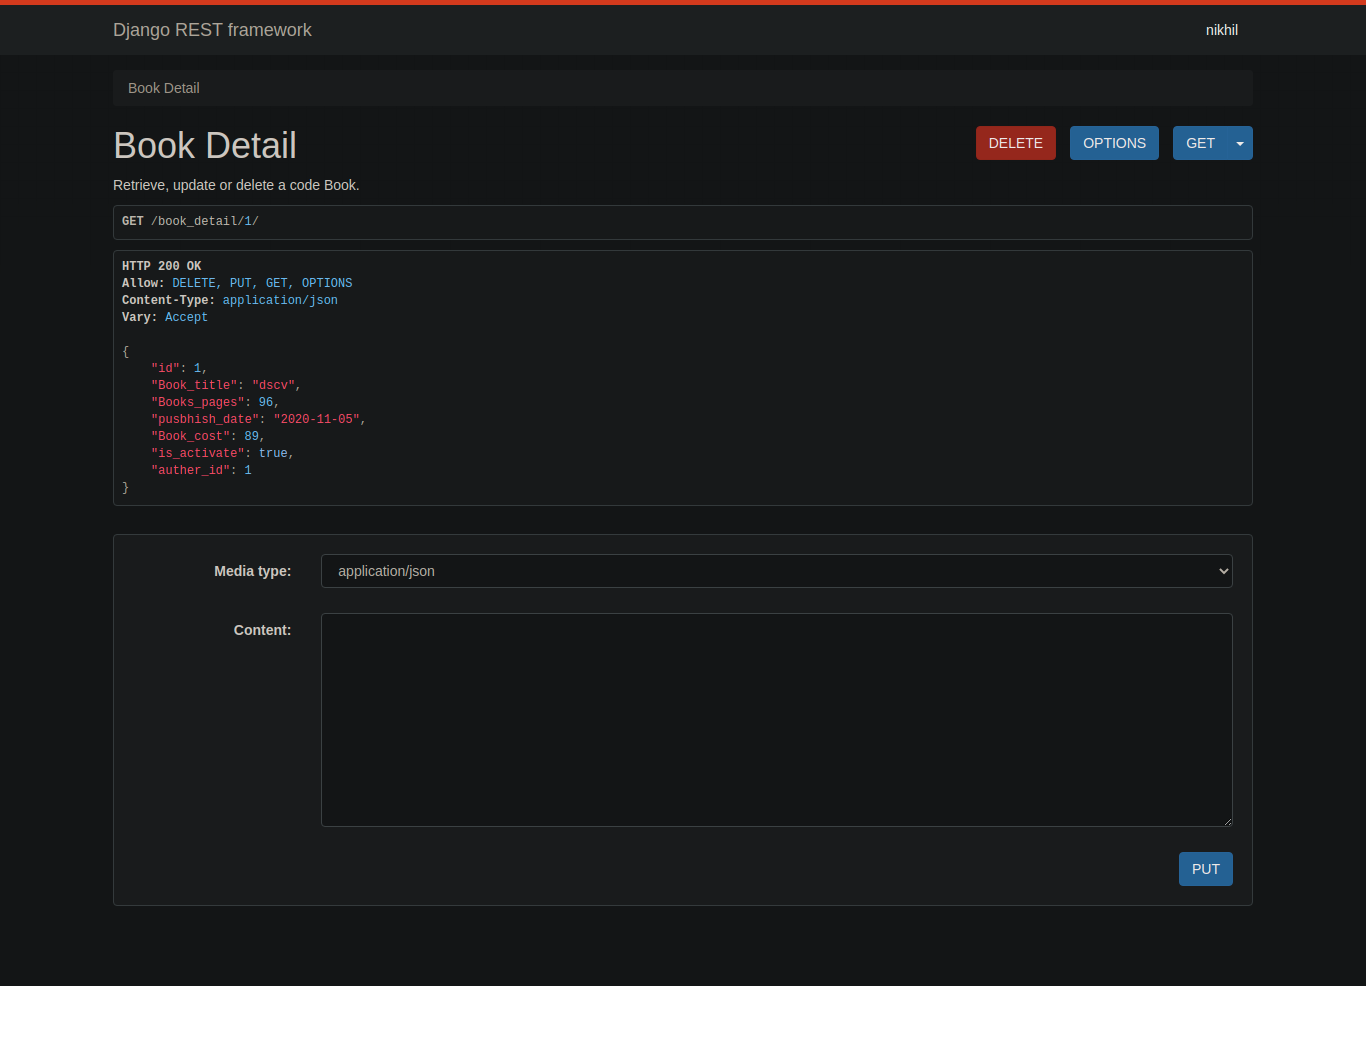 Django REST framework
nikhil
Book Detail
Book Detail
DELETE
OPTIONS
GET
Retrieve, update or delete a code Book.
GET /book_detail/1/
HTTP 200 OK
Allow: DELETE, PUT, GET, OPTIONS
Content-Type: application/json
Vary: Accept
{
    "id": 1,
    "Book_title": "dscv",
    "Books_pages": 96,
    "pusbhish_date": "2020-11-05",
    "Book_cost": 89,
    "is_activate": true,
    "auther_id": 1
}
Media type:
application/json
Content:
PUT